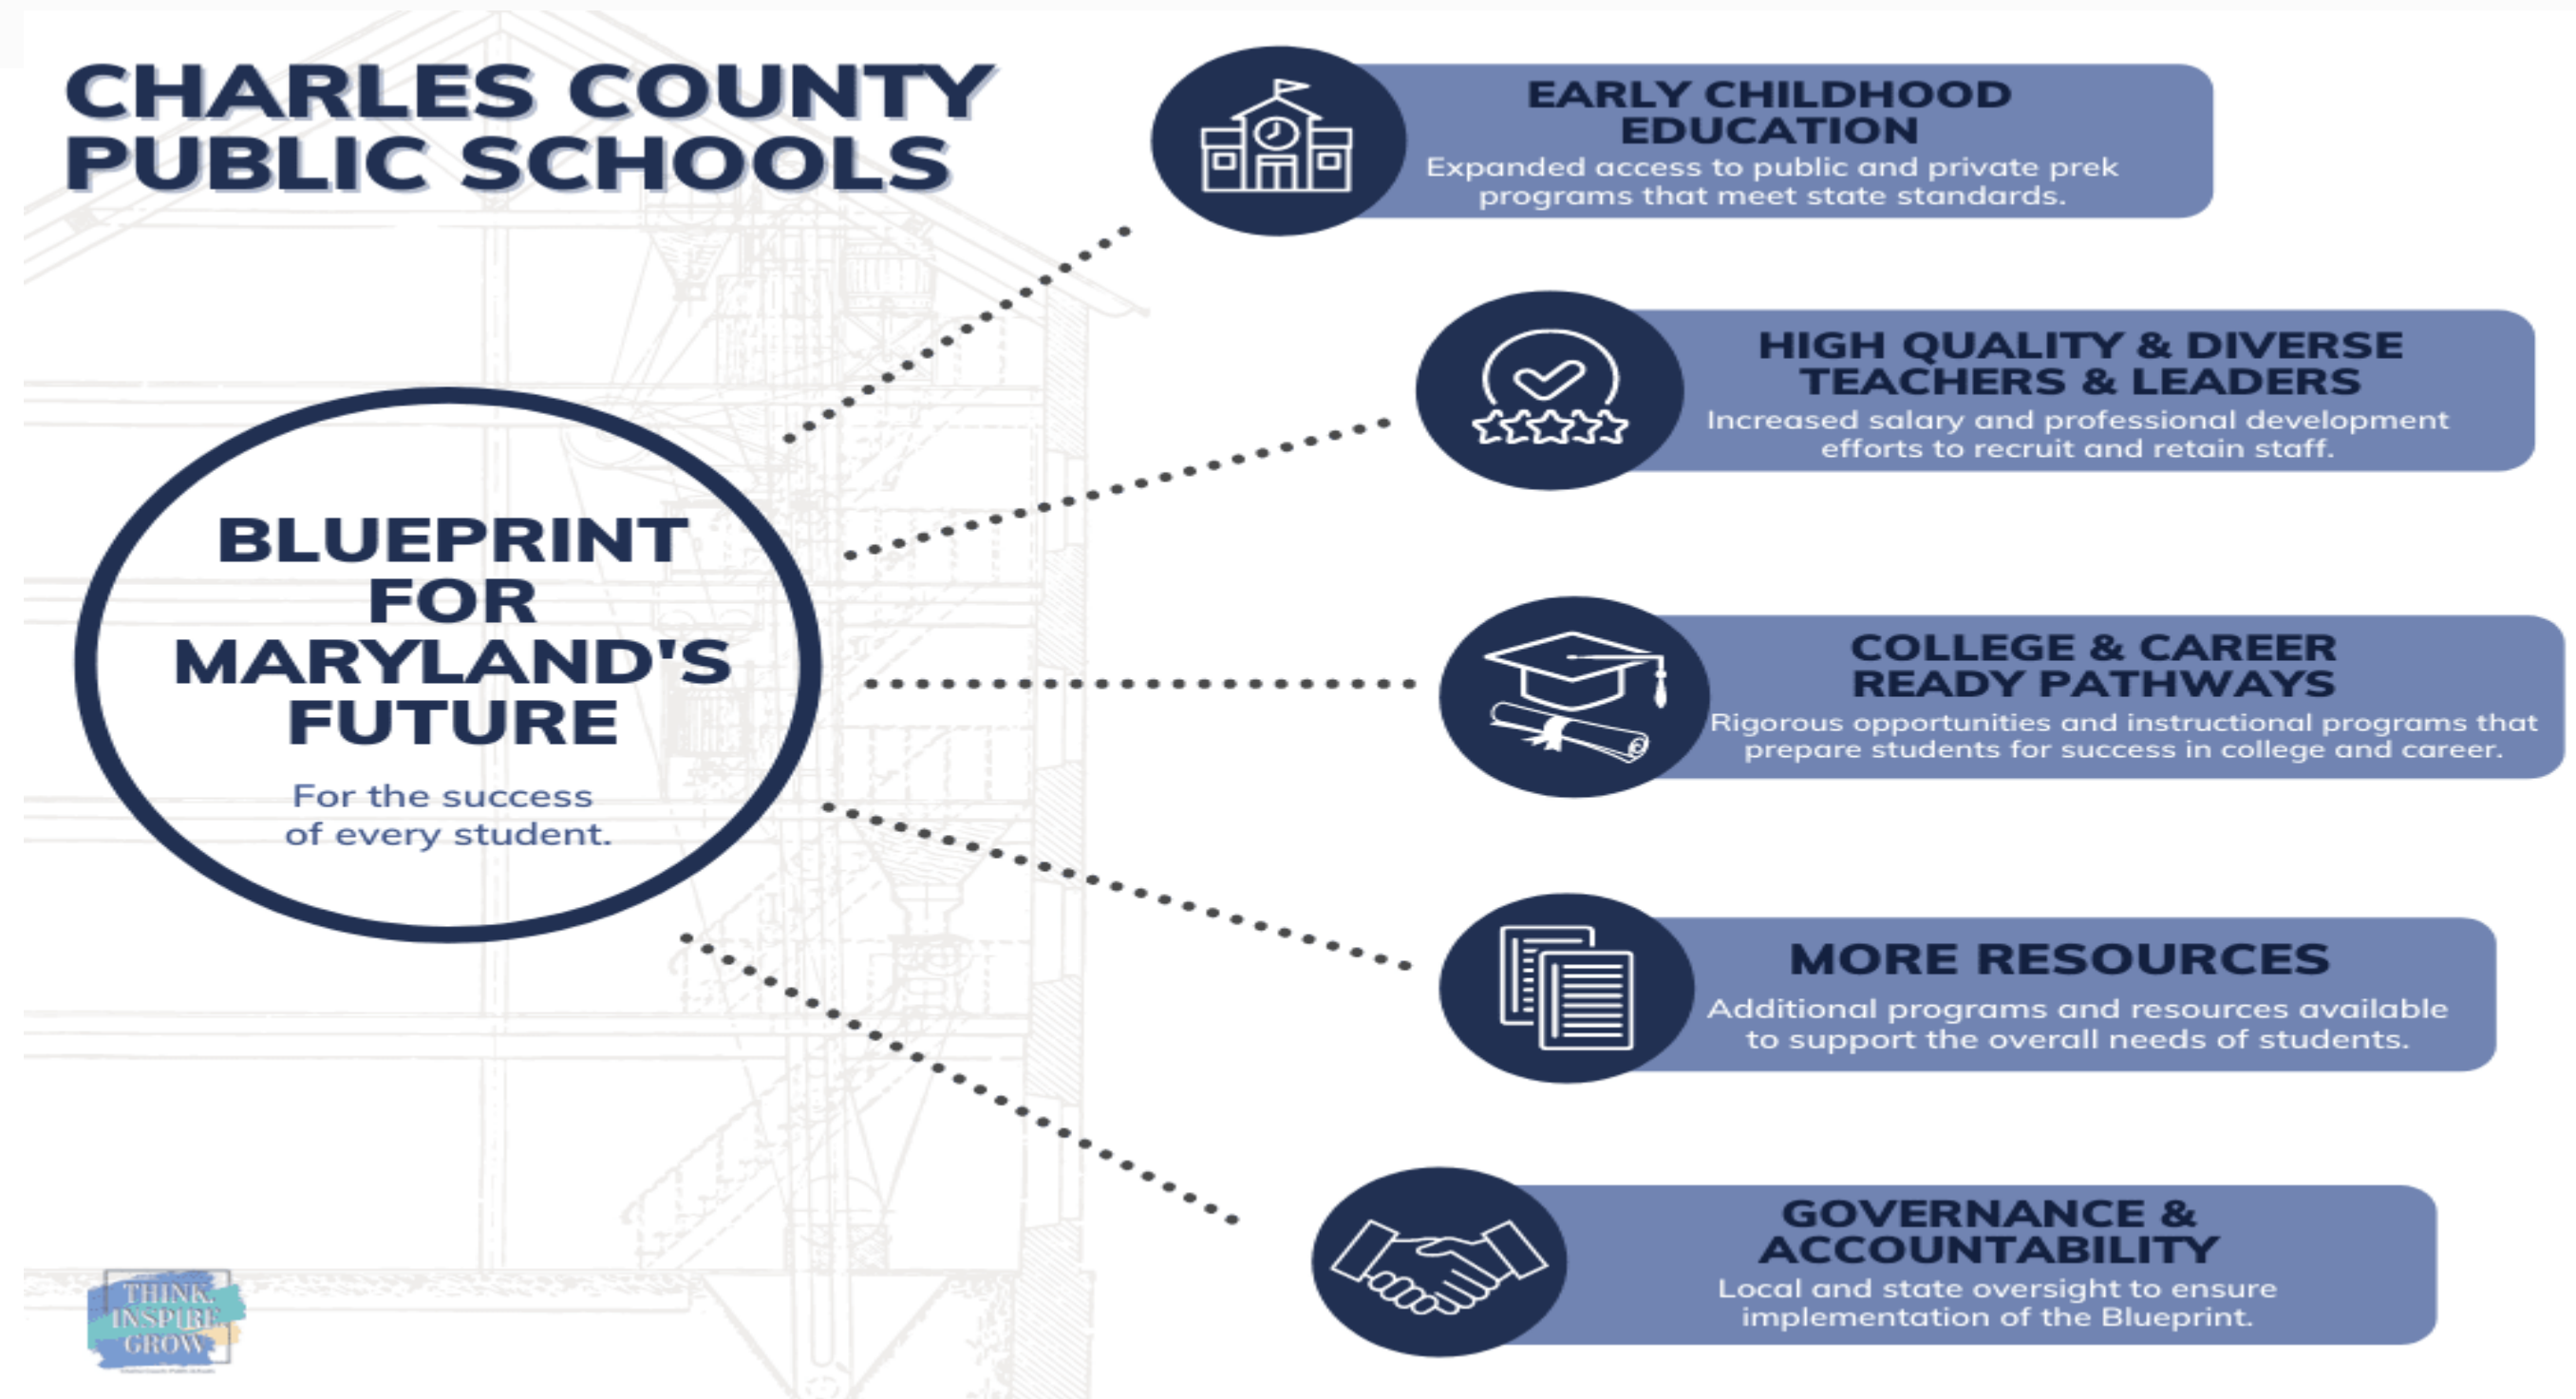 CHARLES COUNTY
PUBLIC SCHOOLS
BLUEPRINT
FOR
MARYLAND'S
FUTURE
For the success
of every student.
EARLY CHILDHOOD
EDUCATION
Expanded access to public and private prek
programs that meet state standards.
HIGH QUALITY & DIVERSE
TEACHERS & LEADERS
Increased salary and professional development
efforts to recruit and retain staff.
COLLEGE & CAREER
READY PATHWAYS
Rigorous opportunities and instructional programs that
prepare students for success in college and career.
MORE RESOURCES
Additional programs and resources available
to support the overall needs of students.
GOVERNANCE &
ACCOUNTABILITY
Local and state oversight to ensure
implementation of the Blueprint.
THINK.
INSPIRE.
GROW.